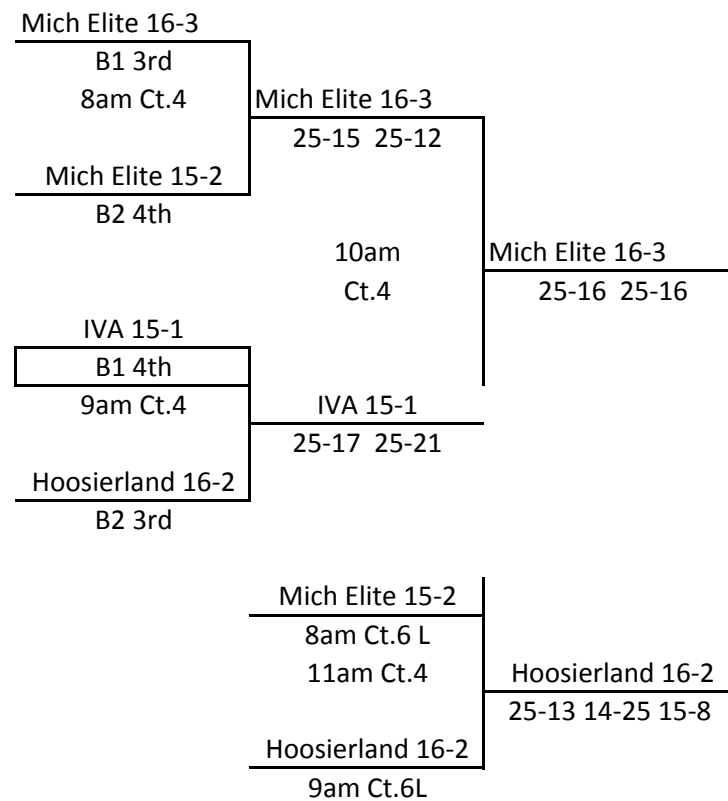 Mich Elite 16-3
B1 3rd
8am Ct.4
Mich Elite 16-3
25-15 25-12
Mich Elite 15-2
B2 4th
10am
Ct.4
Mich Elite 16-3
25-16 25-16
IVA 15-1
B1 4th
9am Ct.4
IVA 15-1
25-17 25-21
Hoosierland 16-2
B2 3rd
Mich Elite 15-2
8am Ct.6 L
11am Ct.4
Hoosierland 16-2
25-13 14-25 15-8
Hoosierland 16-2
9am Ct.6L